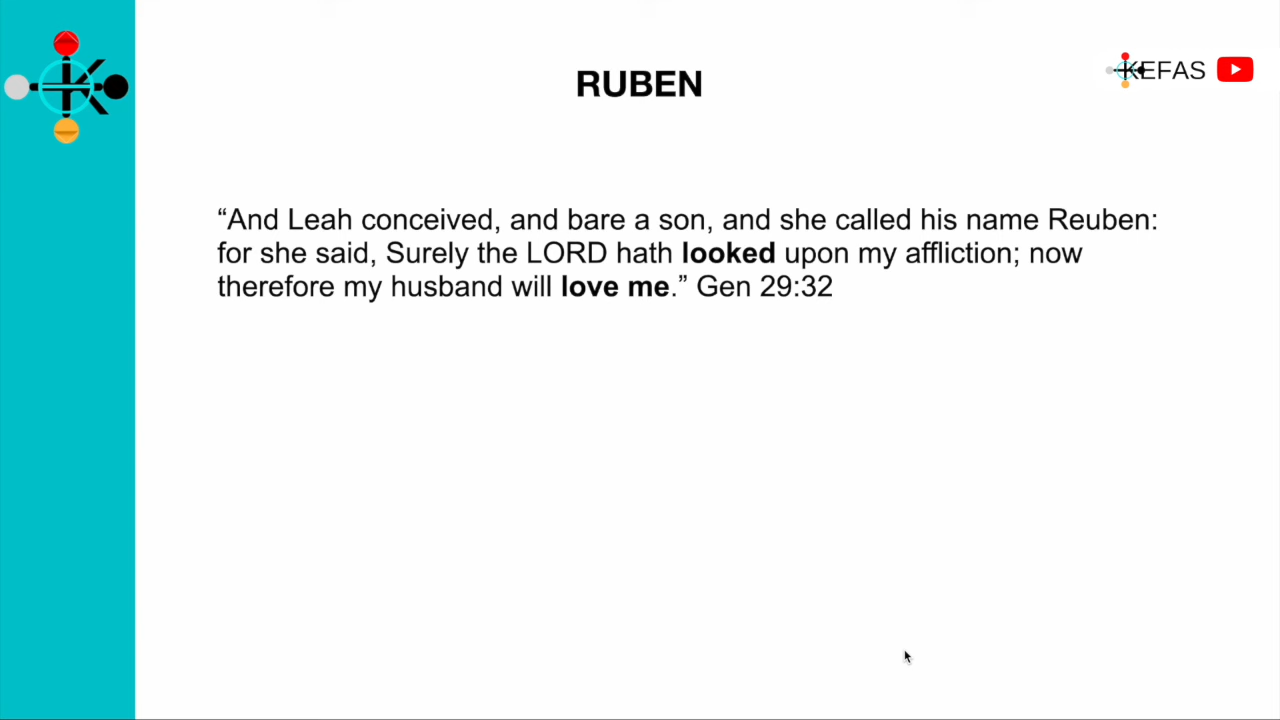 RUBEN
KEFAS
“And Leah conceived, and bare a son, and she called his name Reuben:
for she said, Surely the LORD hath looked upon my affliction; now
therefore my husband will love me.” Gen 29:32